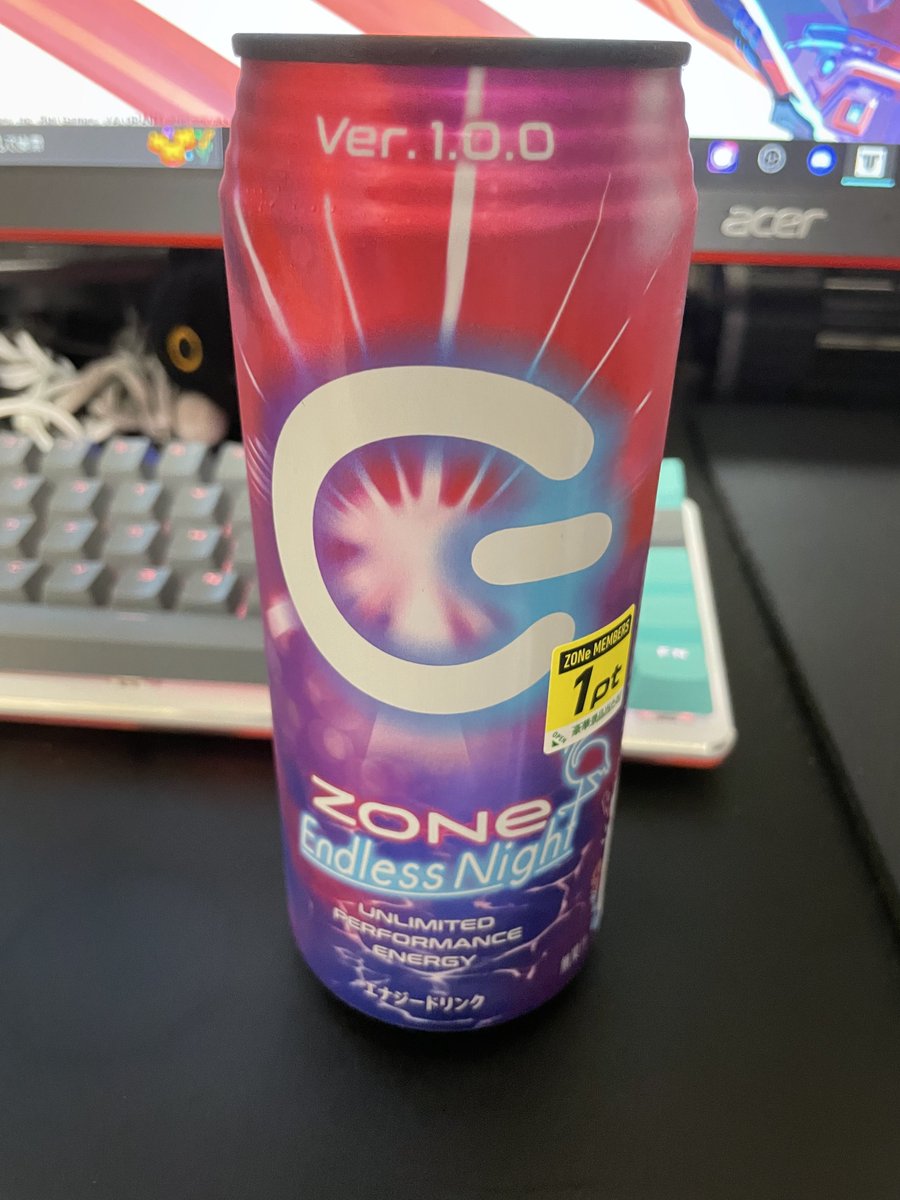 Ver.1.0.0
acer
ZONe MEMBERS
1pt
OPEN
ZONe
Endless Night
UNLIMITED
PERFORMANCE
ENERGY
エナジードリンク